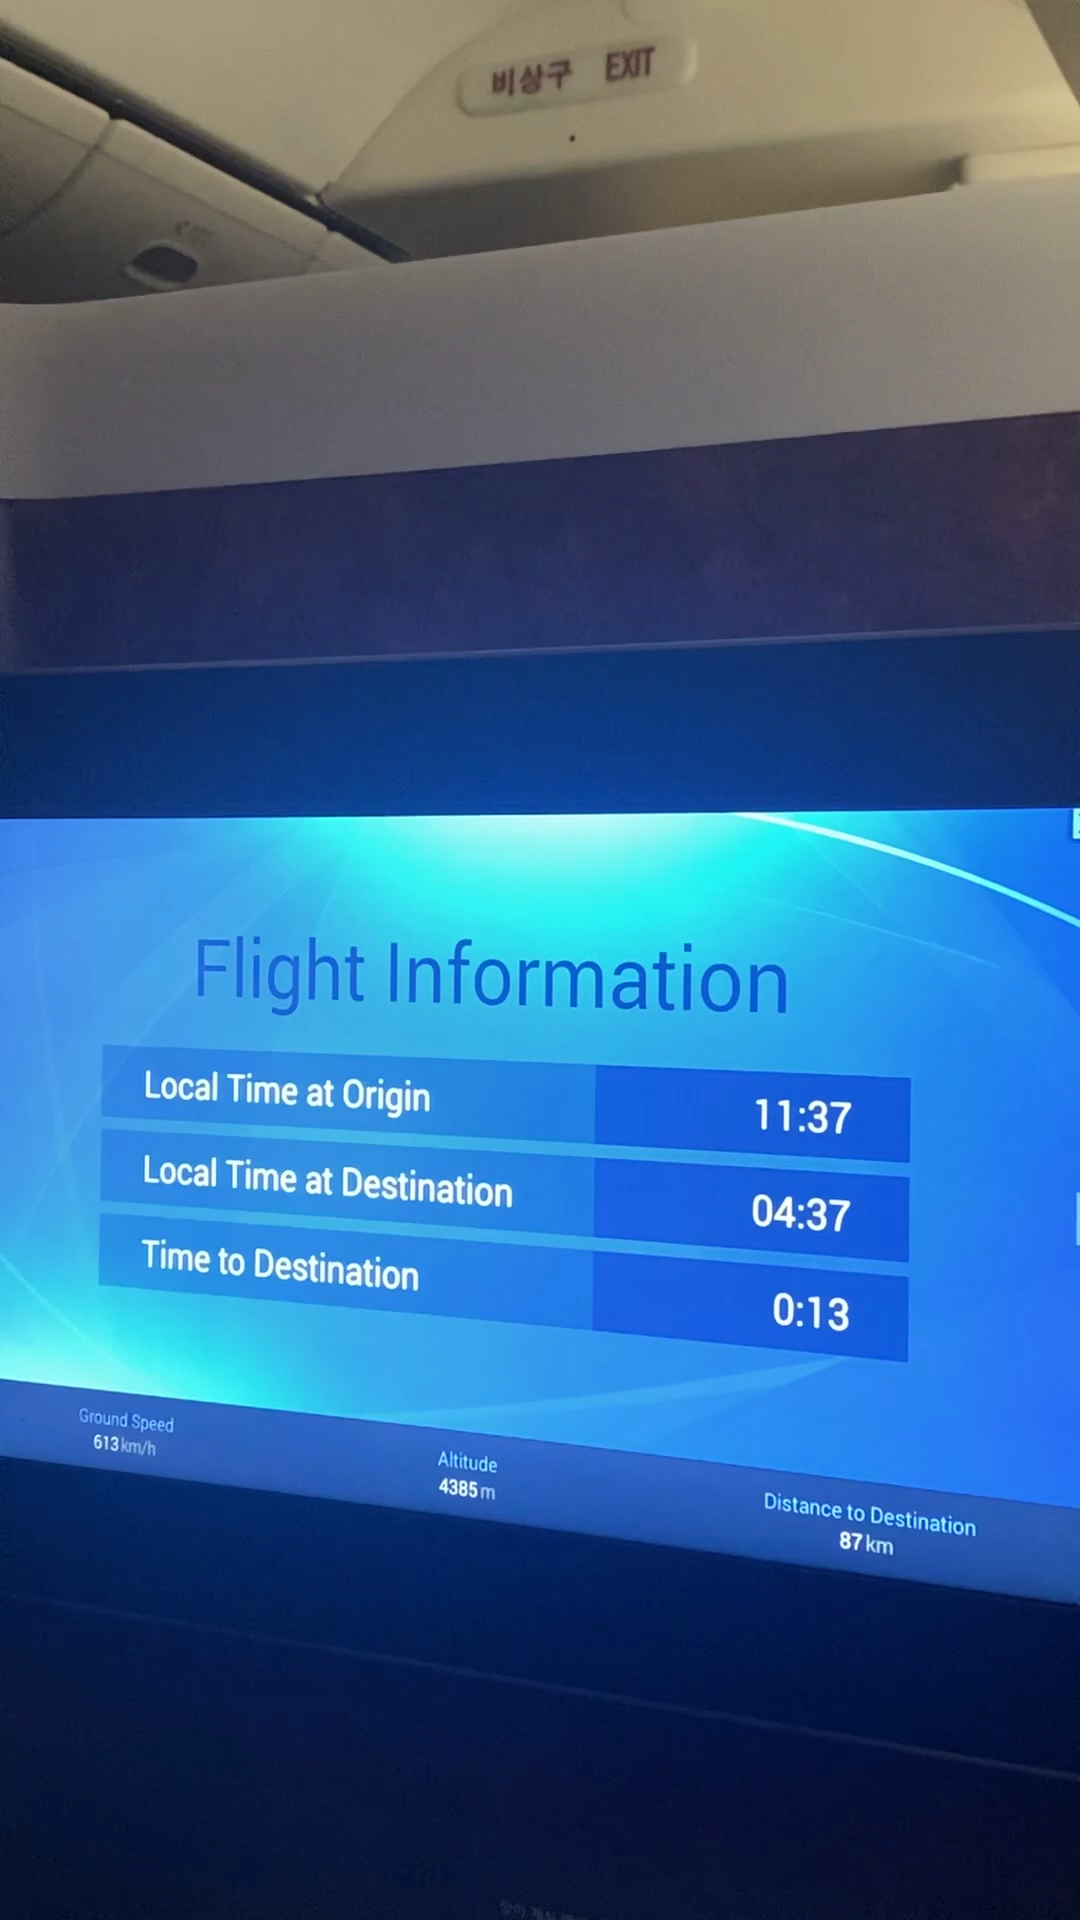 비상구 EXIT
Flight Information
Local Time at Origin 11:37
Local Time at Destination 04:37
Time to Destination 0:13
Ground Speed
613 km/h
Altitude
4385 m
Distance to Destination
87 km